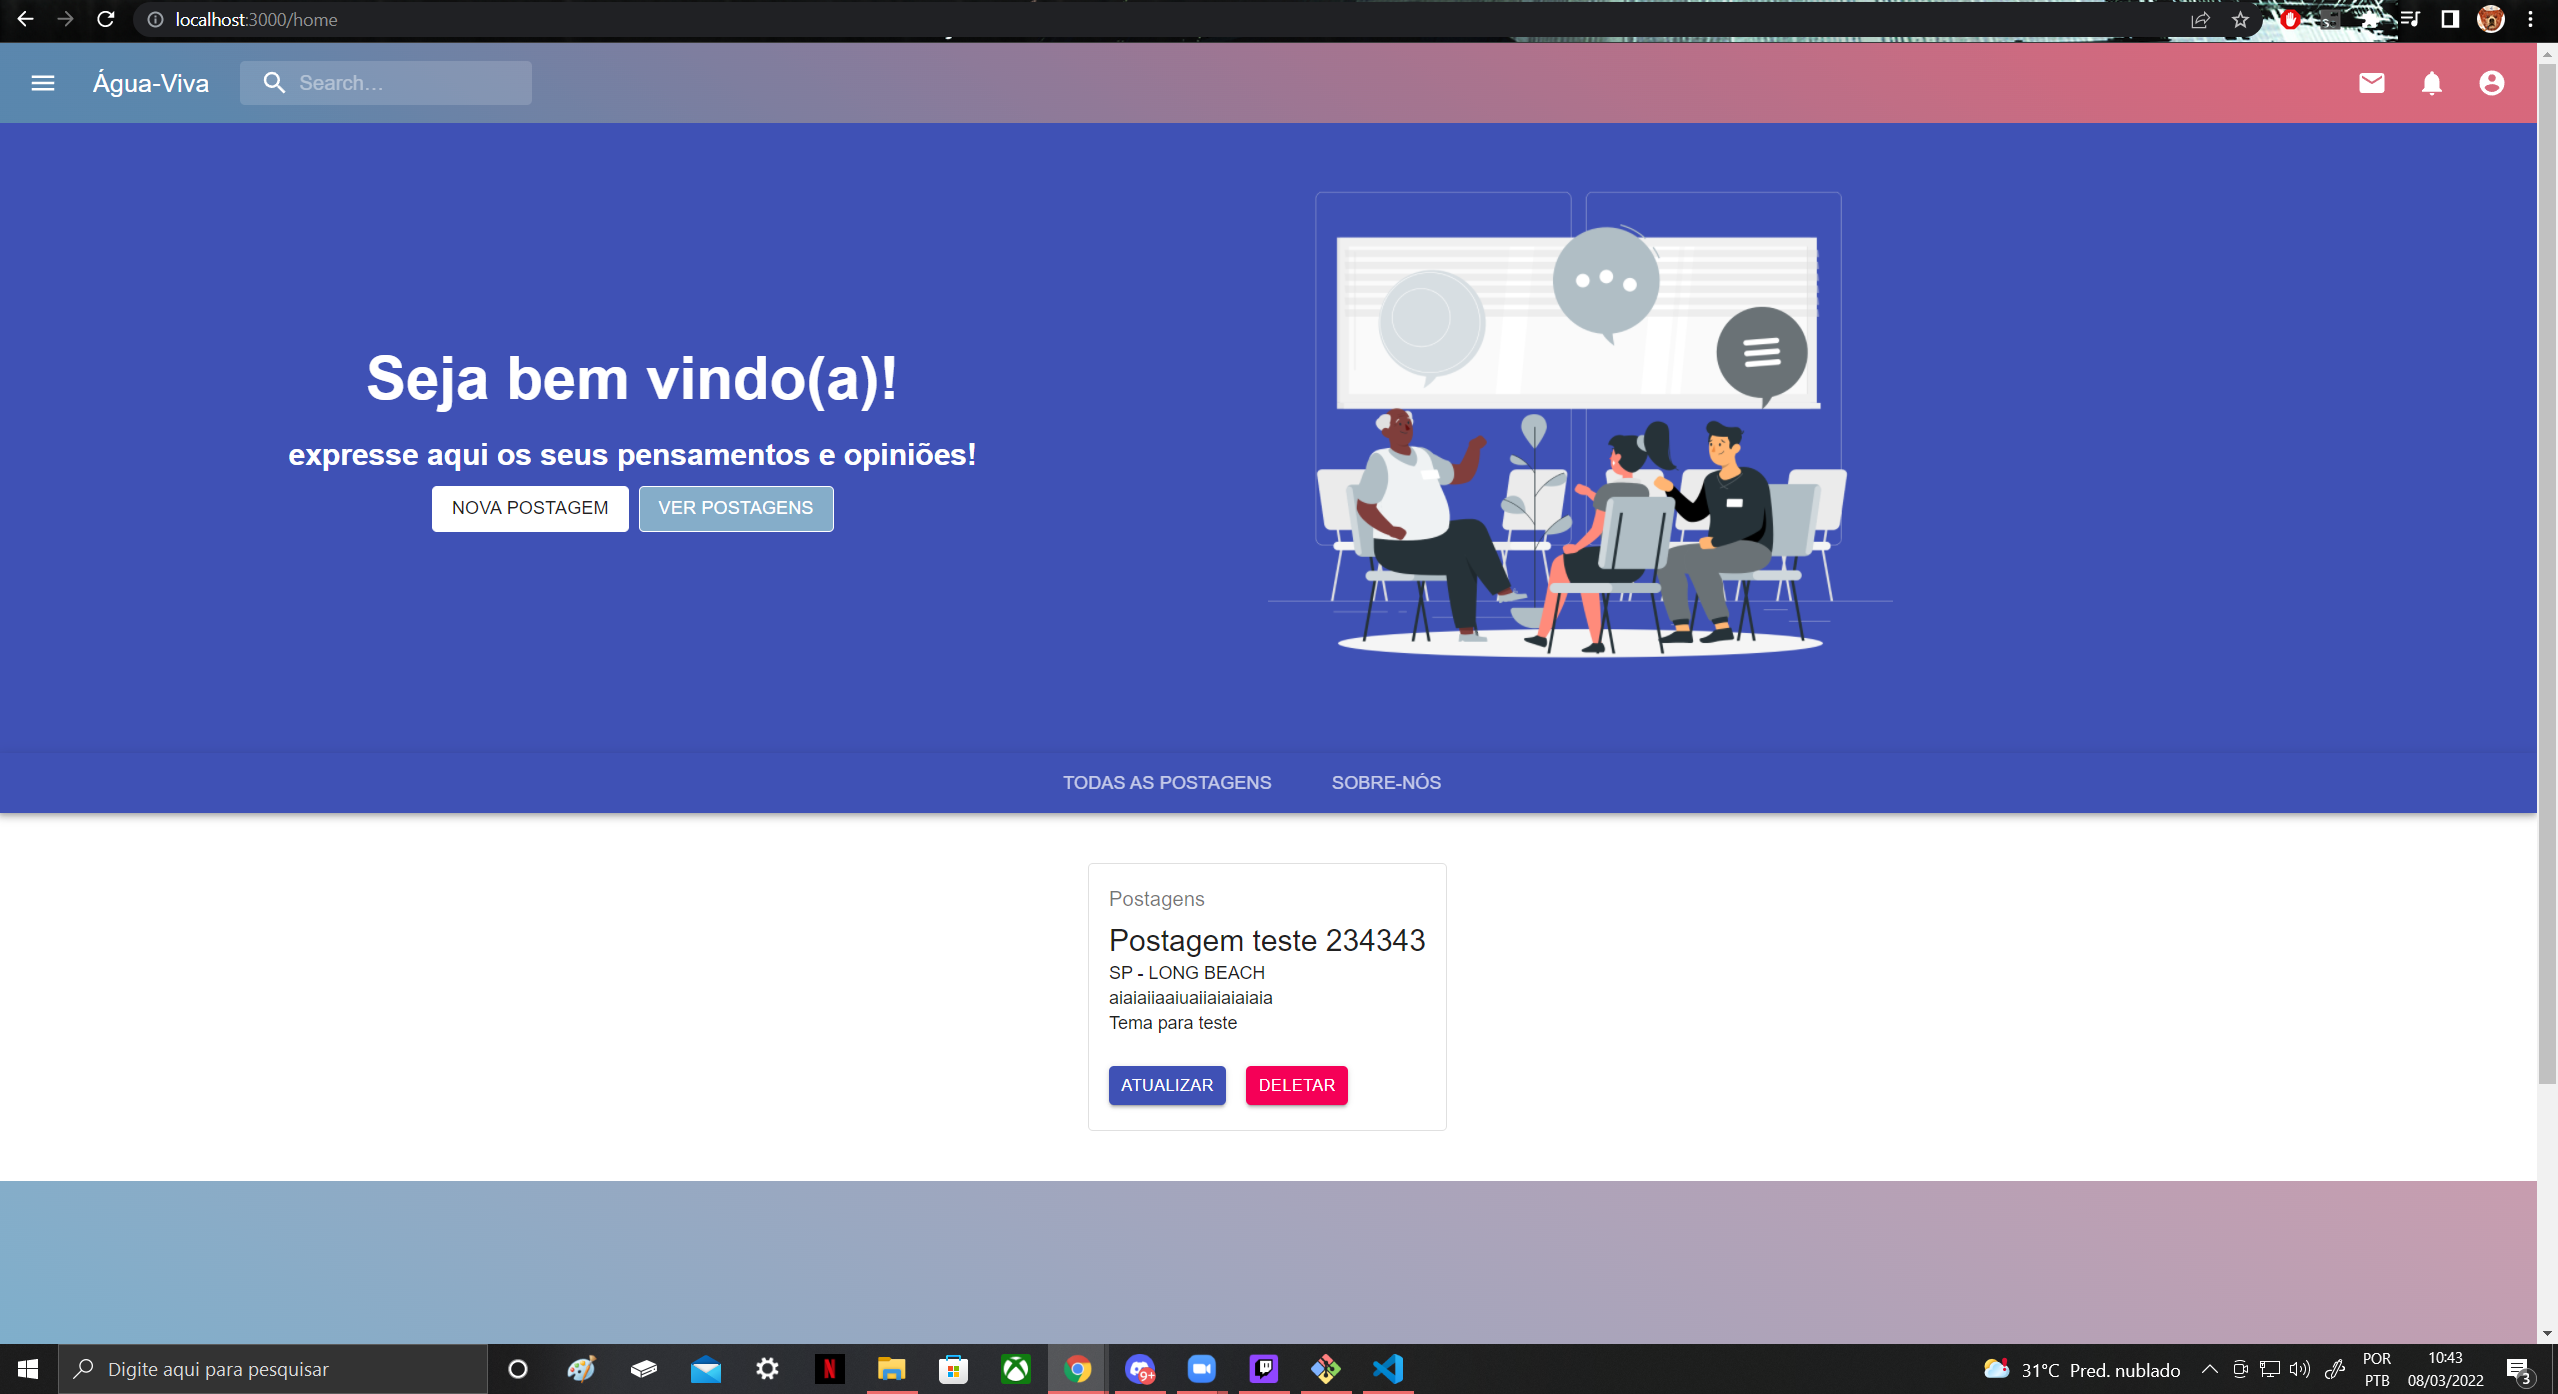 localhost:3000/home
Água-Viva
Search...
Seja bem vindo(a)!
expresse aqui os seus pensamentos e opiniões!
NOVA POSTAGEM
VER POSTAGENS
TODAS AS POSTAGENS
SOBRE-NÓS
Postagens
Postagem teste 234343
SP - LONG BEACH
aiaiaiiaaiuaiiaiaiaiaia
Tema para teste
ATUALIZAR
DELETAR
Digite aqui para pesquisar
9+
31°C Pred. nublado
POR
PTB
10:43
08/03/2022
3